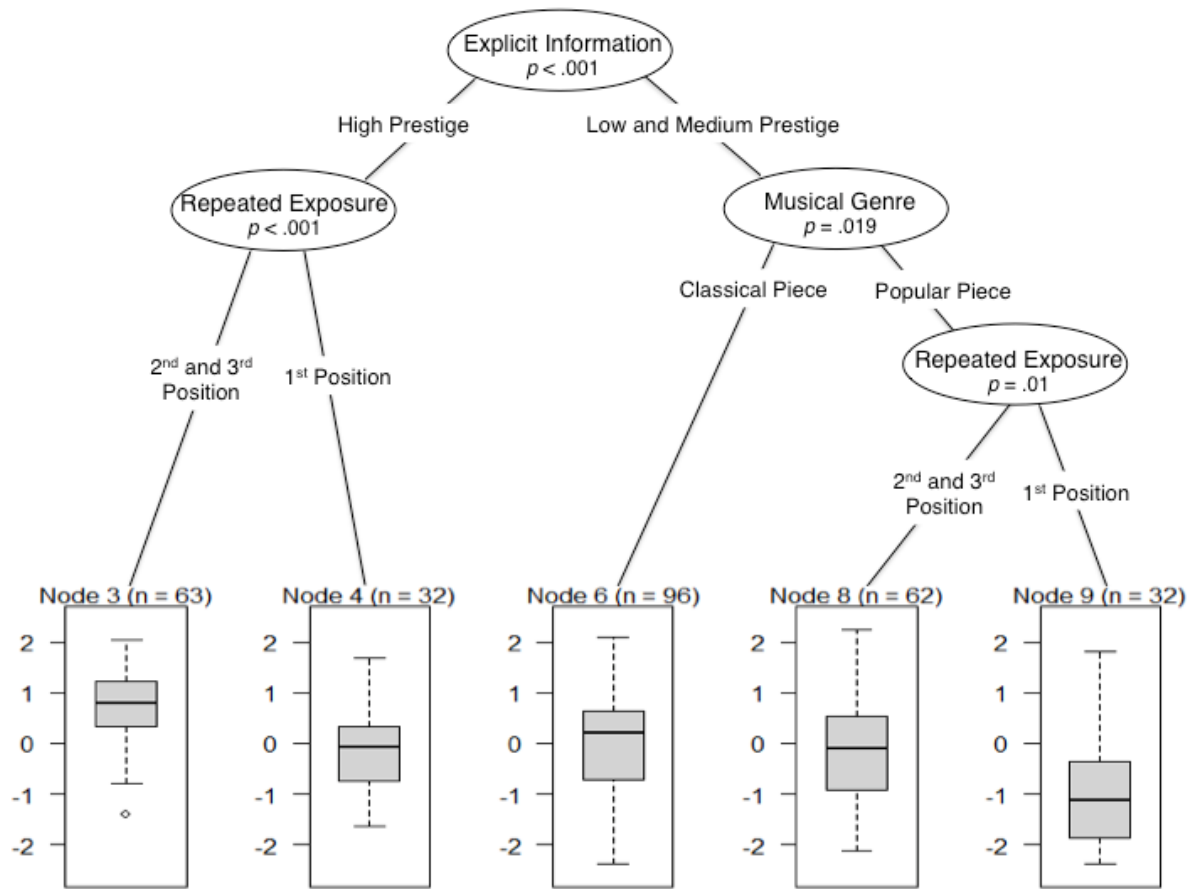 Explicit Information
p < .001
High Prestige
Low and Medium Prestige
Repeated Exposure
p < .001
Musical Genre
p = .019
Classical Piece
Popular Piece
2nd and 3rd
Position
1st Position
Repeated Exposure
p = .01
2nd and 3rd
Position
1st Position
Node 3 (n = 63)
2
1
0
-1
-2
Node 4 (n = 32)
2
1
0
-1
-2
Node 6 (n = 96)
2
1
0
-1
-2
Node 8 (n = 62)
2
1
0
-1
-2
Node 9 (n = 32)
2
1
0
-1
-2